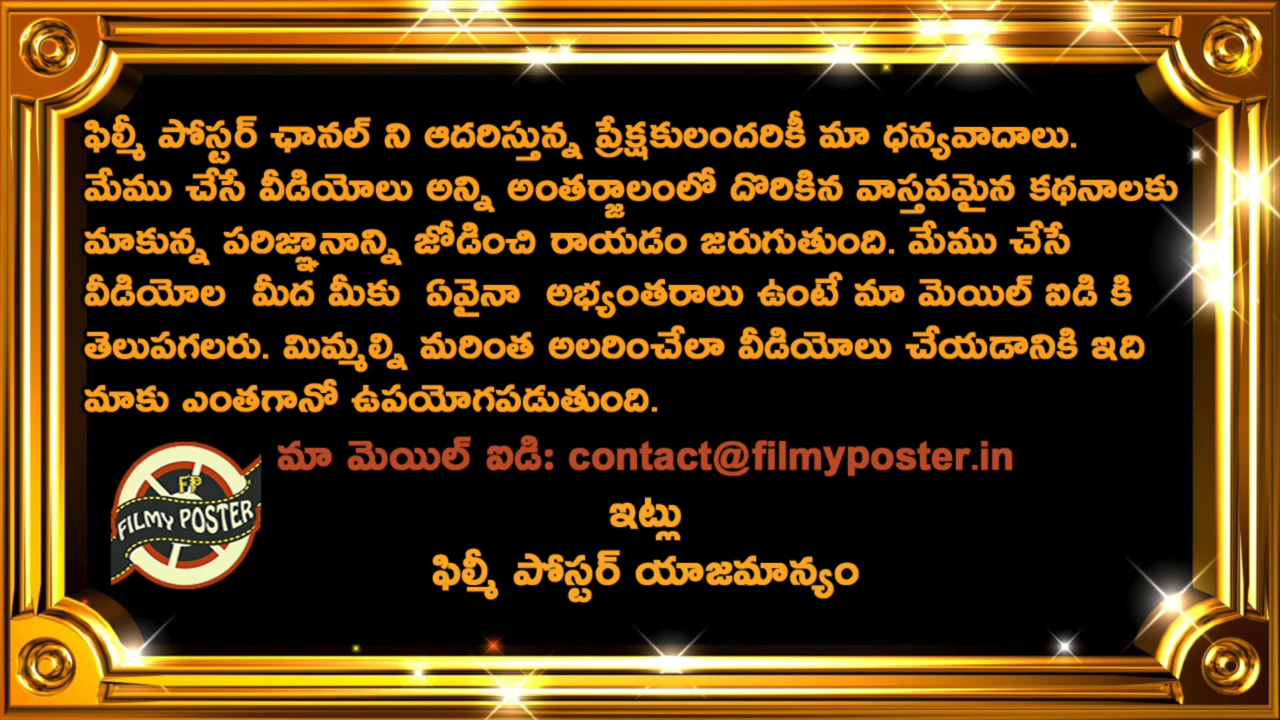 ఫిల్మీ పోస్టర్ ఛానల్ ని ఆదరిస్తున్న ప్రేక్షకులందరికీ మా ధన్యవాదాలు.
మేము చేసే వీడియోలు అన్ని అంతర్జాలంలో దొరికిన వాస్తవమైన కథనాలకు
మాకున్న పరిజ్ఞానాన్ని జోడించి రాయడం జరుగుతుంది. మేము చేసే
వీడియోల మీద మీకు ఏవైనా అభ్యంతరాలు ఉంటే మా మెయిల్ ఐడి కి
తెలుపగలరు. మిమ్మల్ని మరింత అలరించేలా వీడియోలు చేయడానికి ఇది
మాకు ఎంతగానో ఉపయోగపడుతుంది.
మా మెయిల్ ఐడి: contact@filmyposter.in
FP
FILMY POSTER
ఇట్లు
ఫిల్మీ పోస్టర్ యాజమాన్యం